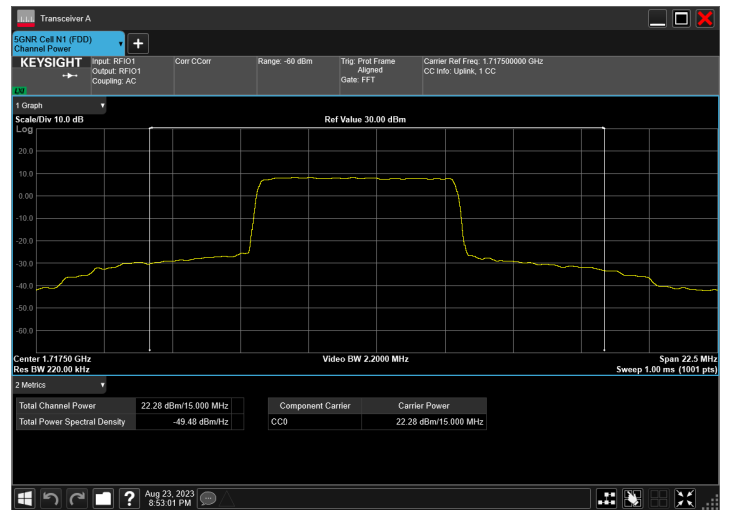 Transceiver A
5GNR Cell N1 (FDD)
Channel Power
KEYSIGHT
LXI
Input: RFIO1
Output: RFIO1
Coupling: AC
Corr CCorr
Range: -60 dBm
Trig: Prot Frame
Aligned
Gate: FFT
Carrier Ref Freq: 1.717500000 GHz
CC Info: Uplink, 1 CC
1 Graph
Scale/Div 10.0 dB
Ref Value 30.00 dBm
Log
20.0
10.0
0.00
-10.0
-20.0
-30.0
-40.0
-50.0
-60.0
Center 1.71750 GHz
Video BW 2.2000 MHz
Span 22.5 MHz
Res BW 220.00 kHz
Sweep 1.00 ms (1001 pts)
2 Metrics
Total Channel Power 22.28 dBm/15.000 MHz
Total Power Spectral Density -49.48 dBm/Hz
Component Carrier Carrier Power
CC0 22.28 dBm/15.000 MHz
Aug 23, 2023
8:53:01 PM